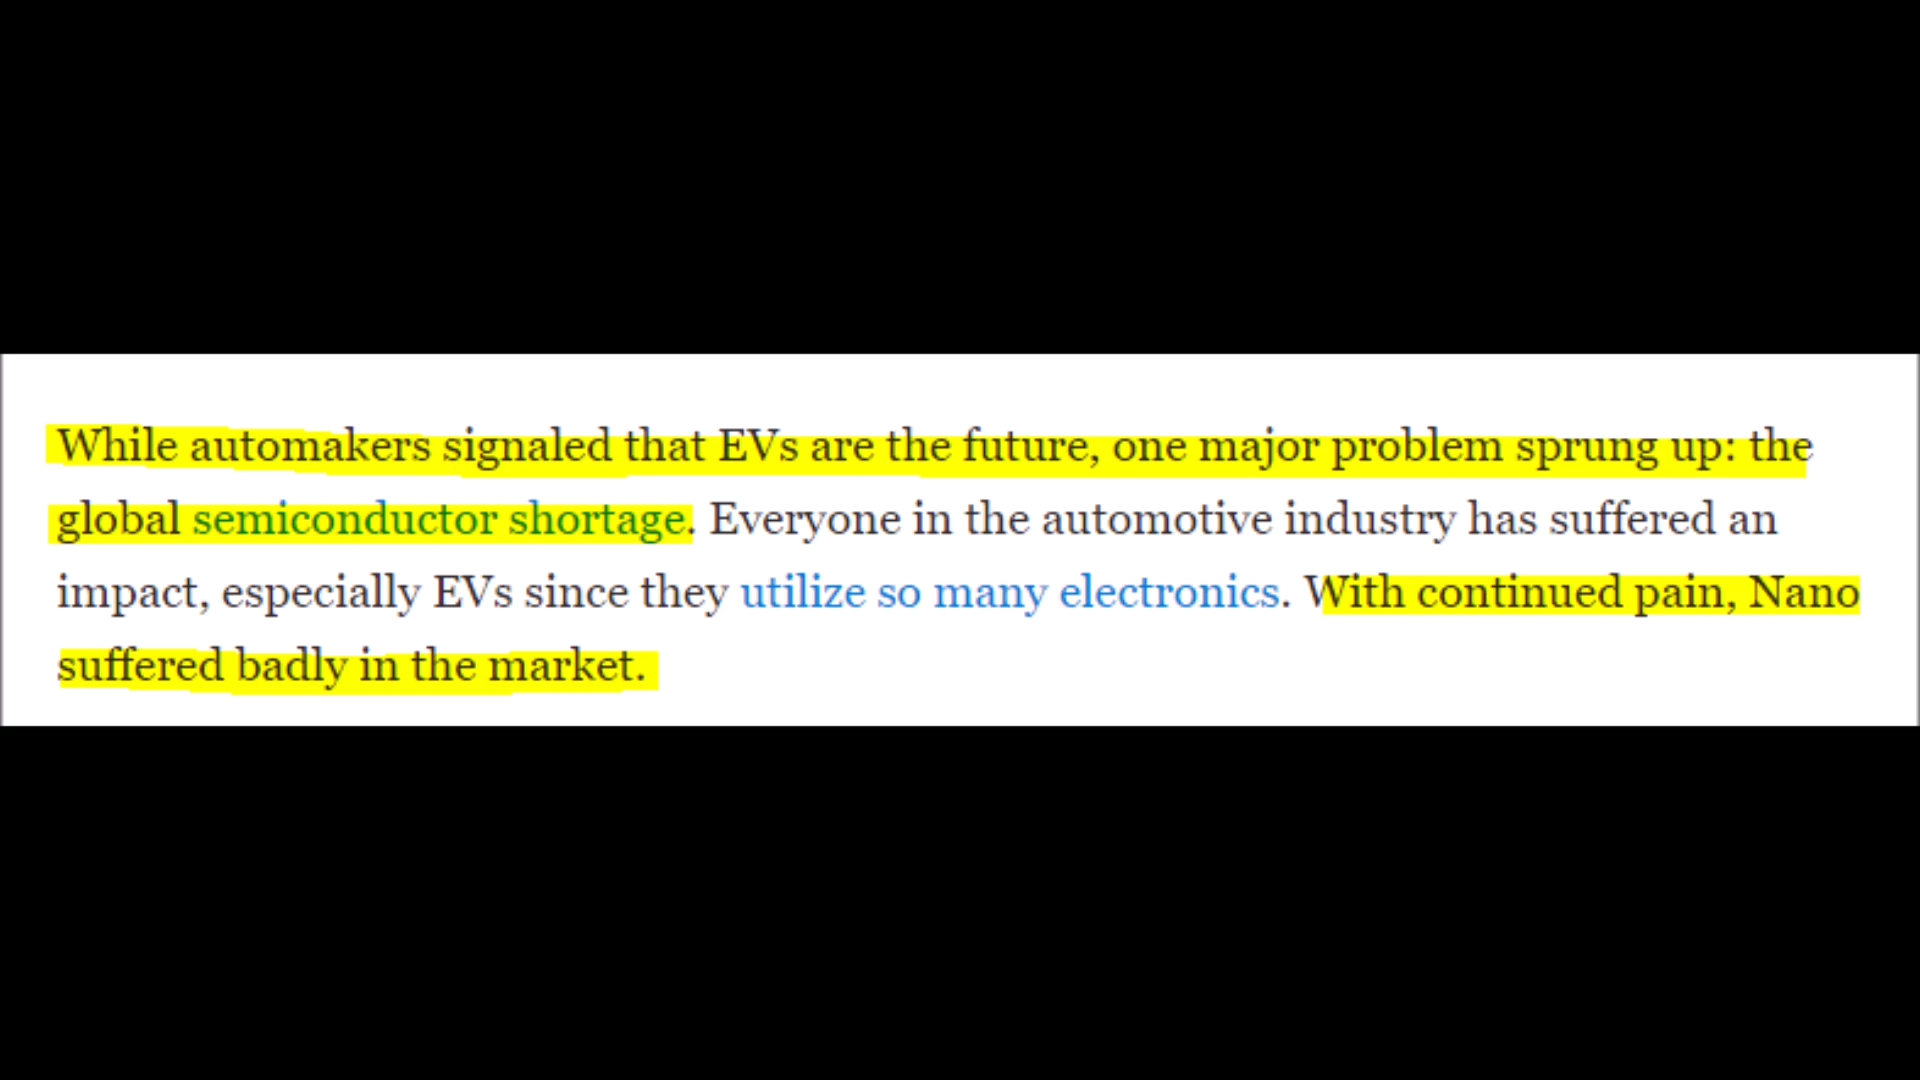 While automakers signaled that EVs are the future, one major problem sprung up: the
global semiconductor shortage. Everyone in the automotive industry has suffered an
impact, especially EVs since they utilize so many electronics. With continued pain, Nano
suffered badly in the market.